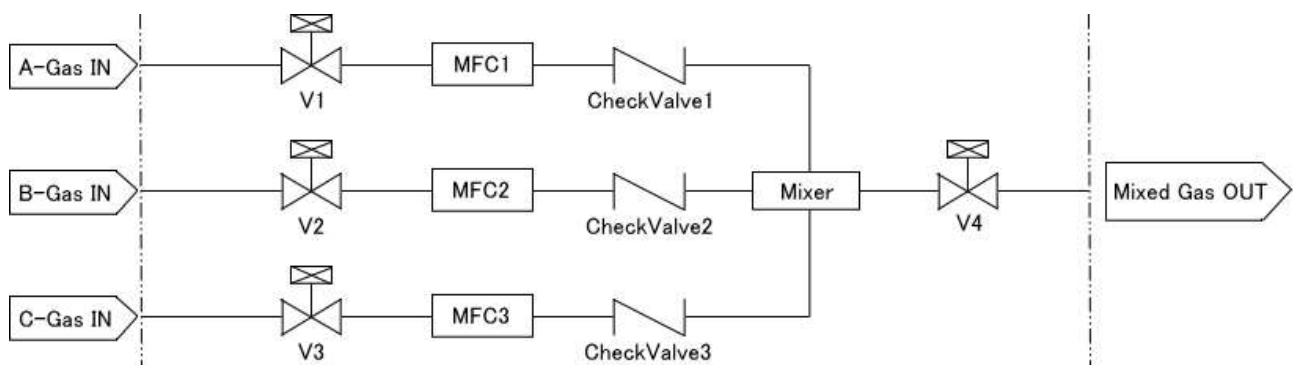 A-Gas IN
V1
MFC1
CheckValve1
B-Gas IN
V2
MFC2
CheckValve2
Mixer
V4
Mixed Gas OUT
C-Gas IN
V3
MFC3
CheckValve3